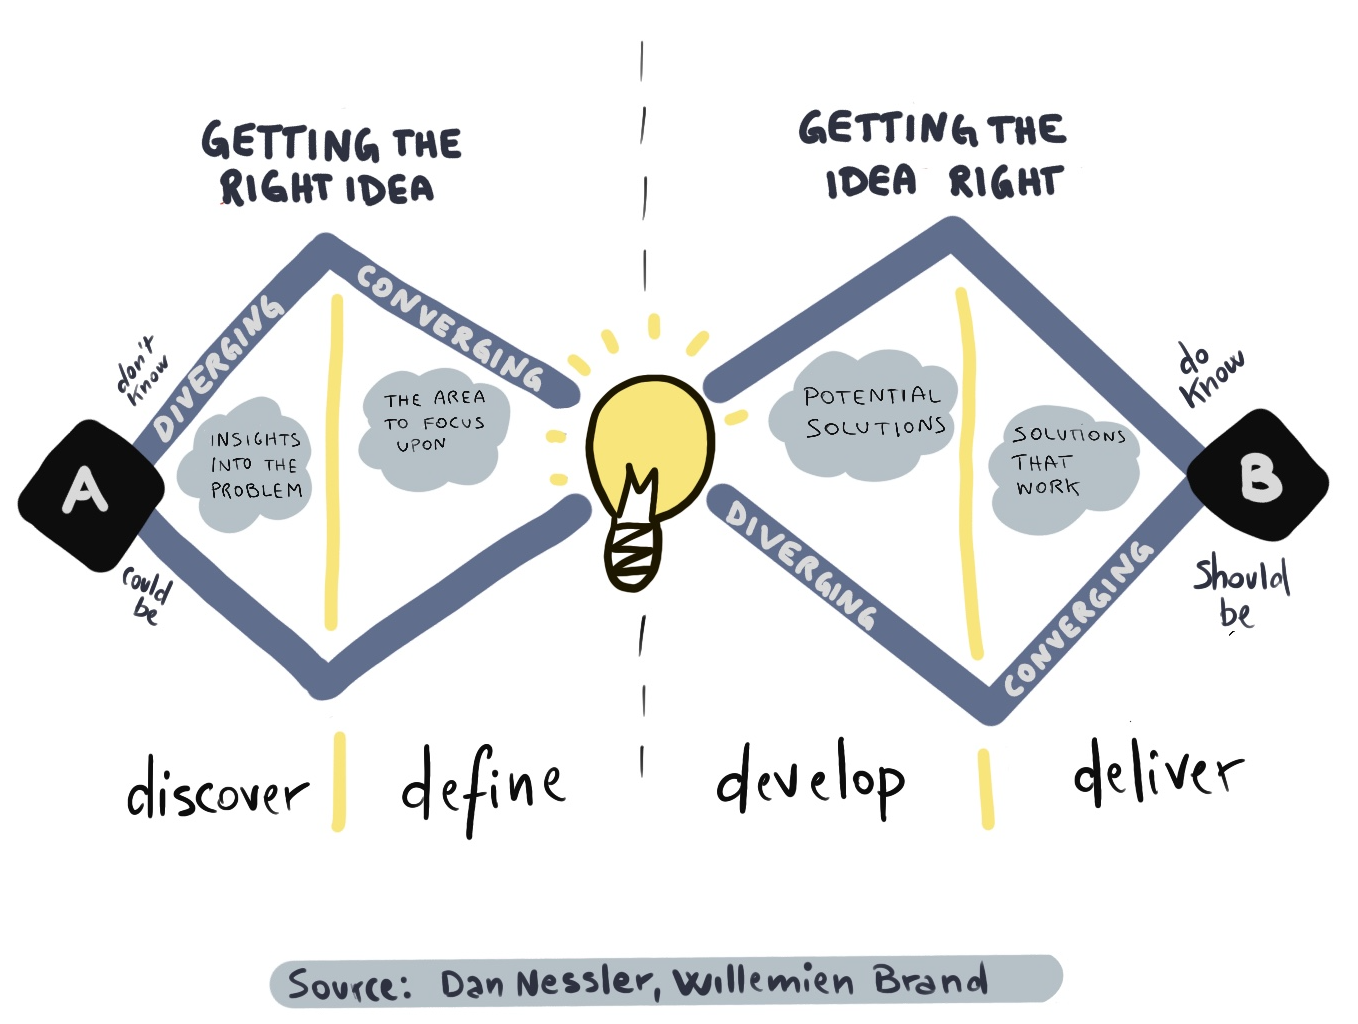 GETTING THE
RIGHT IDEA
GETTING THE
IDEA RIGHT
don't
know
DIVERGING
CONVERGING
A
could
be
INSIGHTS
INTO THE
PROBLEM
THE AREA
TO FOCUS
UPON
POTENTIAL
SOLUTIONS
SOLUTIONS
THAT
WORK
DIVERGING
CONVERGING
do
know
B
Should
be
discover
define
develop
deliver
Source: Dan Nessler, Willemien Brand